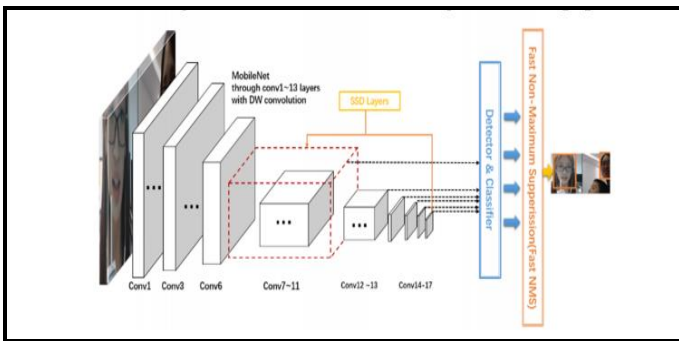 MobileNet
through conv1~13 layers
with DW convolution
SSD Layers
Detector & Classifier
Fast Non-Maximum Supperission(Fast NMS)
Conv1
Conv3
Conv6
Conv7~11
Conv12 ~13
Conv14~17